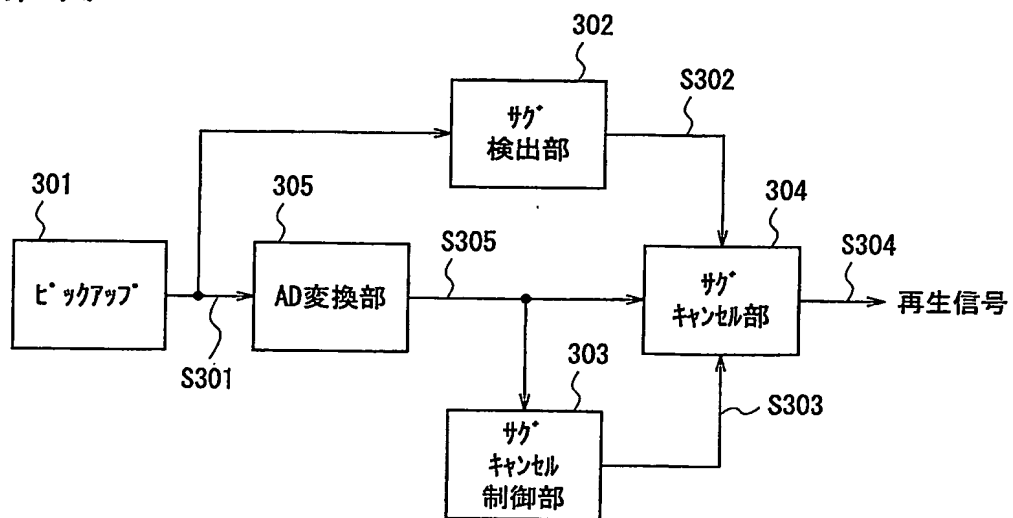 302
S302
サグ
検出部
301
305
304
S305
S304
ピックアップ
AD変換部
サグ
キャンセル部
再生信号
S301
303
S303
サグ
キャンセル
制御部